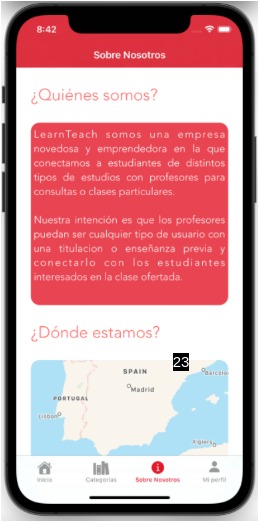 8:42
Sobre Nosotros
¿Quiénes somos?
LearnTeach somos una empresa
novedosa y emprendedora en la que
conectamos a estudiantes de distintos
tipos de estudios con profesores para
consultas o clases particulares.
Nuestra intención es que los profesores
puedan ser cualquier tipo de usuario con
una titulacion o enseñanza previa y
conectarlo con los estudiantes
interesados en la clase ofertada.
¿Dónde estamos?
23
SPAIN
Barcelon
Madrid
PORTUGAL
Lisbon
Algiers
Inicio
Categorías
Sobre Nosotros
Mi perfil